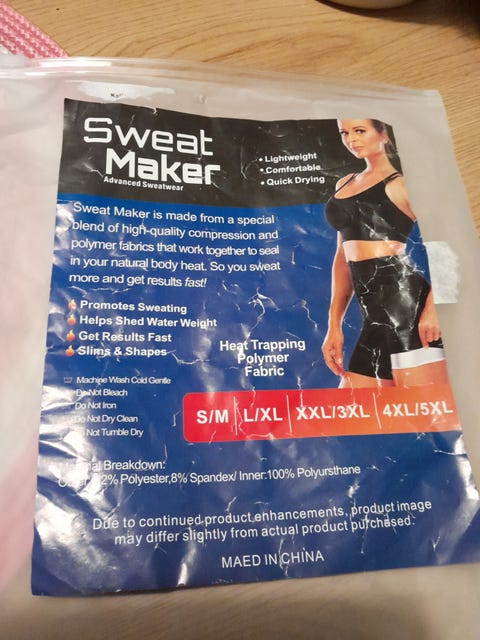 Sweat
Maker
Advanced Sweatwear
• Lightweight
• Comfortable
• Quick Drying
Sweat Maker is made from a special
blend of high-quality compression and
polymer fabrics that work together to seal
in your natural body heat. So you sweat
more and get results fast!
Promotes Sweating
Helps Shed Water Weight
Get Results Fast
Slims & Shapes
Heat Trapping
Polymer
Fabric
Machine Wash Cold Gentle
Do Not Bleach
Do Not Iron
Do Not Dry Clean
Not Tumble Dry
S/M | L/XL | XXL/3XL | 4XL/5XL
Breakdown:
2% Polyester,8% Spandex/ Inner:100% Polyursthane
Due to continued product enhancements, product image
may differ slightly from actual product purchased.
MAED IN CHINA